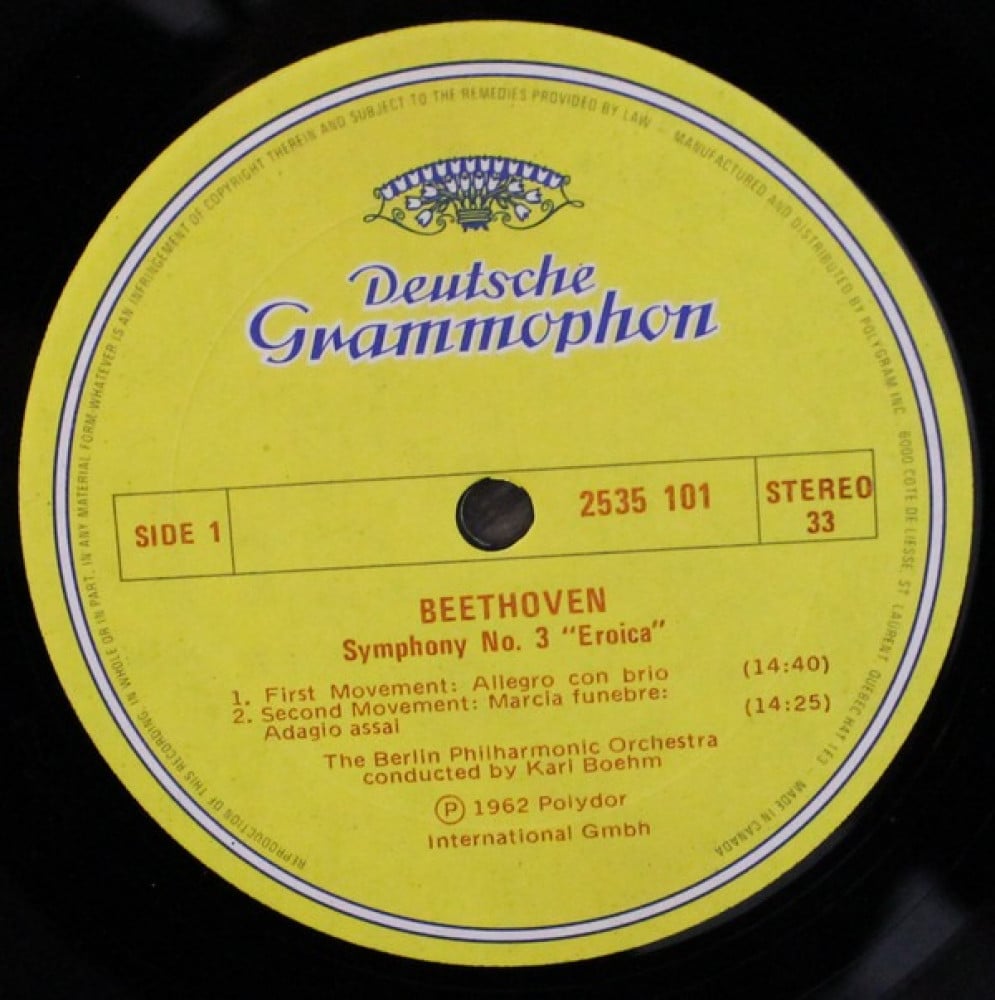 REPRODUCTION OF THIS RECORDING, IN WHOLE OR IN PART, IN ANY MATERIAL FORM WHATEVER IS AN INFRINGEMENT OF COPYRIGHT THEREIN AND SUBJECT TO THE REMEDIES PROVIDED BY LAW – MANUFACTURED AND DISTRIBUTED BY POLYGRAM INC. 6000 COTE DE LIESSE, ST LAURENT QUEBEC H4T 1E3 – MADE IN CANADA
Deutsche
Grammophon
SIDE 1
2535 101
STEREO
33
BEETHOVEN
Symphony No. 3 "Eroica"
1. First Movement: Allegro con brio (14:40)
2. Second Movement: Marcia funebre: (14:25)
Adagio assai
The Berlin Philharmonic Orchestra
conducted by Karl Boehm
Ⓟ 1962 Polydor
International Gmbh